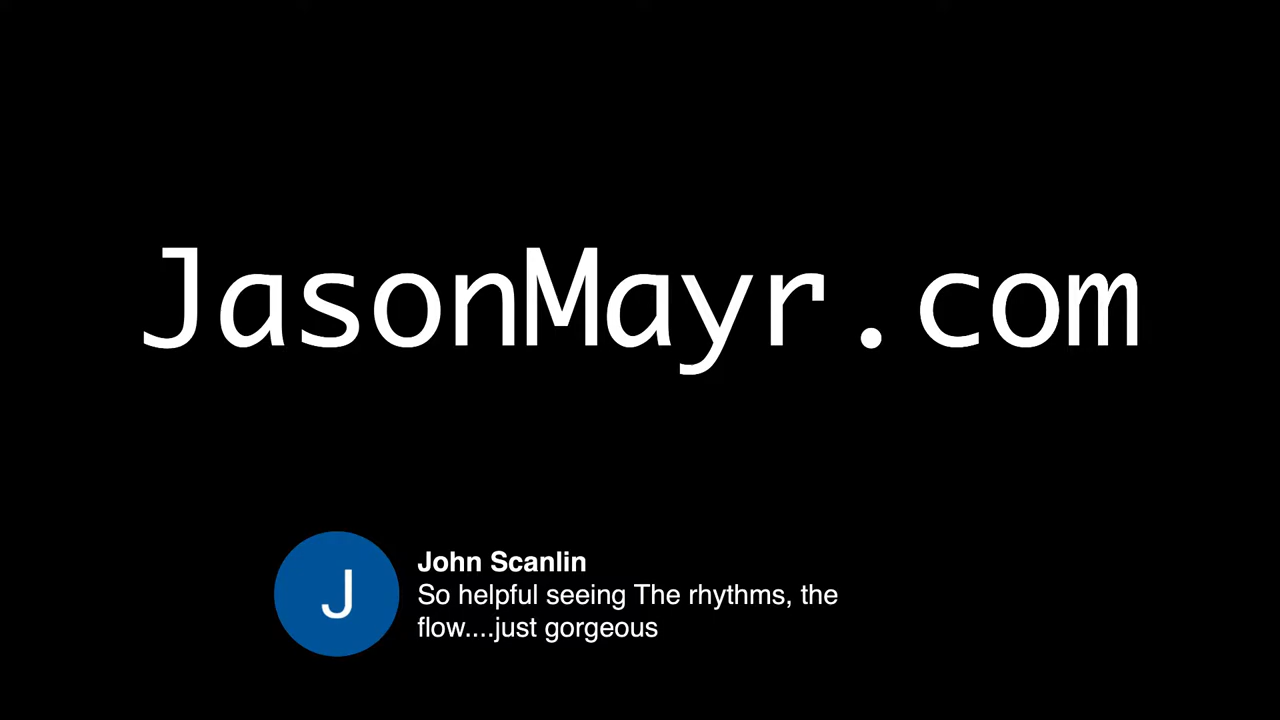 JasonMayr.com
J
John Scanlin
So helpful seeing The rhythms, the
flow....just gorgeous